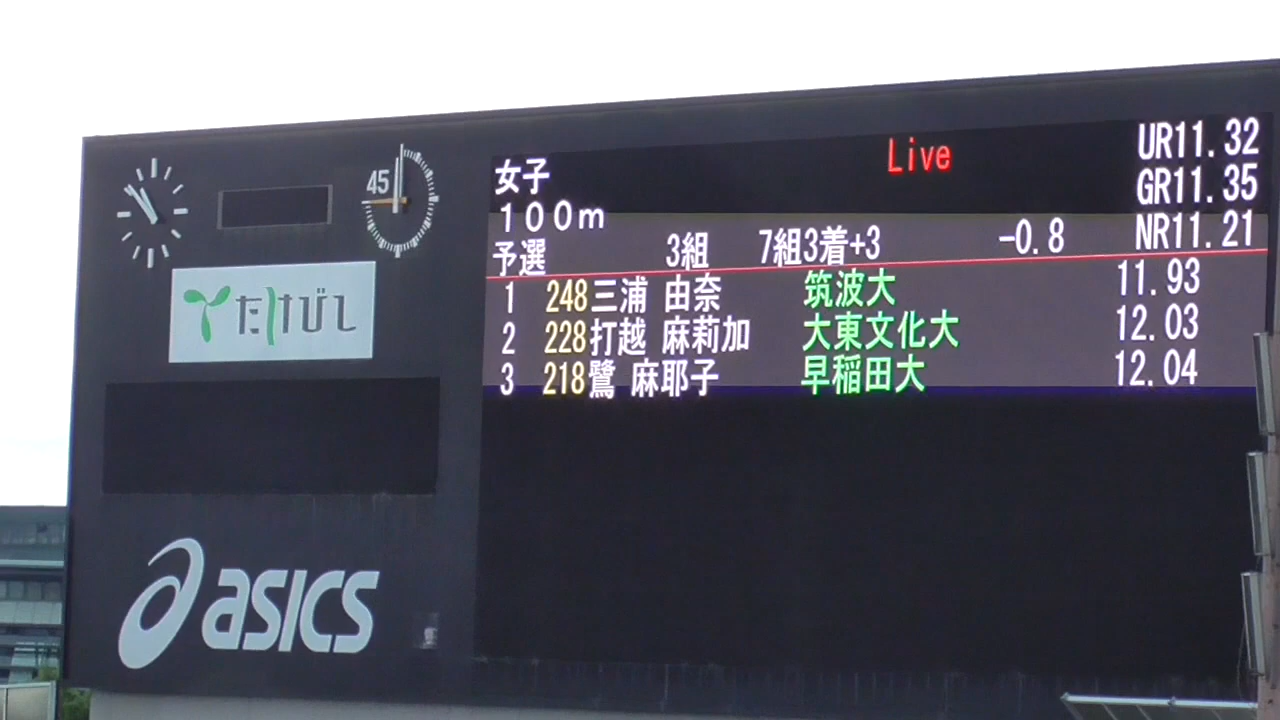 Live
UR11.32
女子
GR11.35
100m
NR11.21
予選 3組 7組3着+3 -0.8
1 248 三浦 由奈 筑波大 11.93
2 228 打越 麻莉加 大東文化大 12.03
3 218 鷺 麻耶子 早稲田大 12.04
45
たけびし
asics